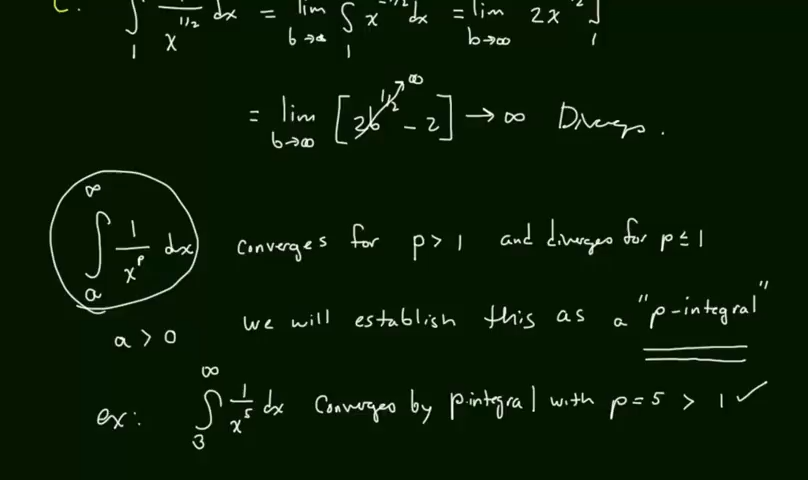 c. ∫₁ 1/x^{1/2} dx = lim_{b→∞} ∫₁ x^{-1/2} dx = lim_{b→∞} 2x^{1/2} ]₁
= lim_{b→∞} [2b^{1/2} ↗∞ - 2] → ∞ Divergs.
∫_a^∞ 1/x^p dx converges for p > 1 and diverges for p ≤ 1
a > 0 we will establish this as a "p-integral"
ex: ∫₃^∞ 1/x^5 dx Converges by p.integral with p = 5 > 1 ✓